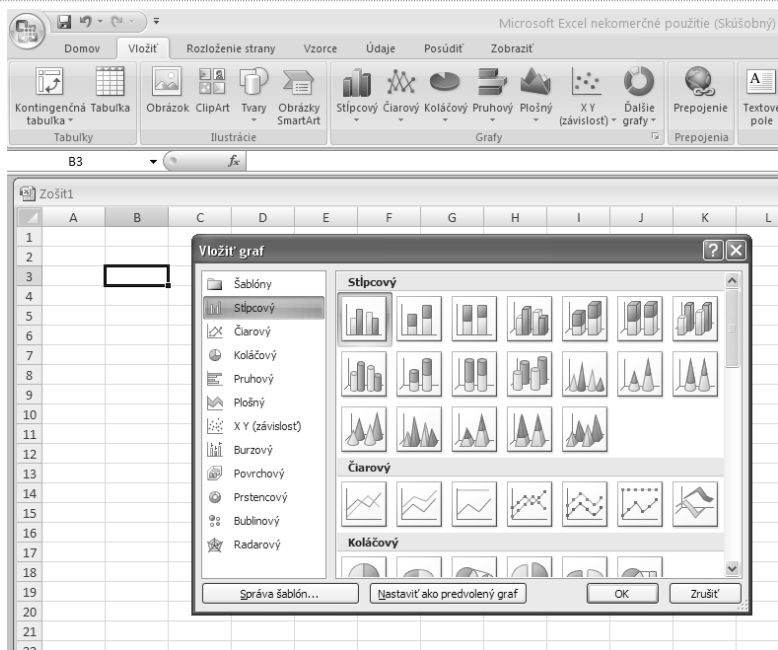 Microsoft Excel nekomerčné použitie (Skúšobný)
Domov Vložiť Rozloženie strany Vzorce Údaje Posúdiť Zobraziť
Kontingenčná tabuľka Tabuľka Obrázok ClipArt Tvary Obrázky SmartArt Stĺpcový Čiarový Koláčový Pruhový Plošný X Y (závislosť) Ďalšie grafy Prepojenie Textové pole
Tabuľky Ilustrácie Grafy Prepojenia
B3 fx
Zošit1
A B C D E F G H I J K L
1
2
3
4
5
6
7
8
9
10
11
12
13
14
15
16
17
18
19
20
21
22
Vložiť graf
Šablóny
Stĺpcový
Čiarový
Koláčový
Pruhový
Plošný
X Y (závislosť)
Burzový
Povrchový
Prstencový
Bublinový
Radarový
Stĺpcový
Čiarový
Koláčový
Správa šablón... Nastaviť ako predvolený graf OK Zrušiť